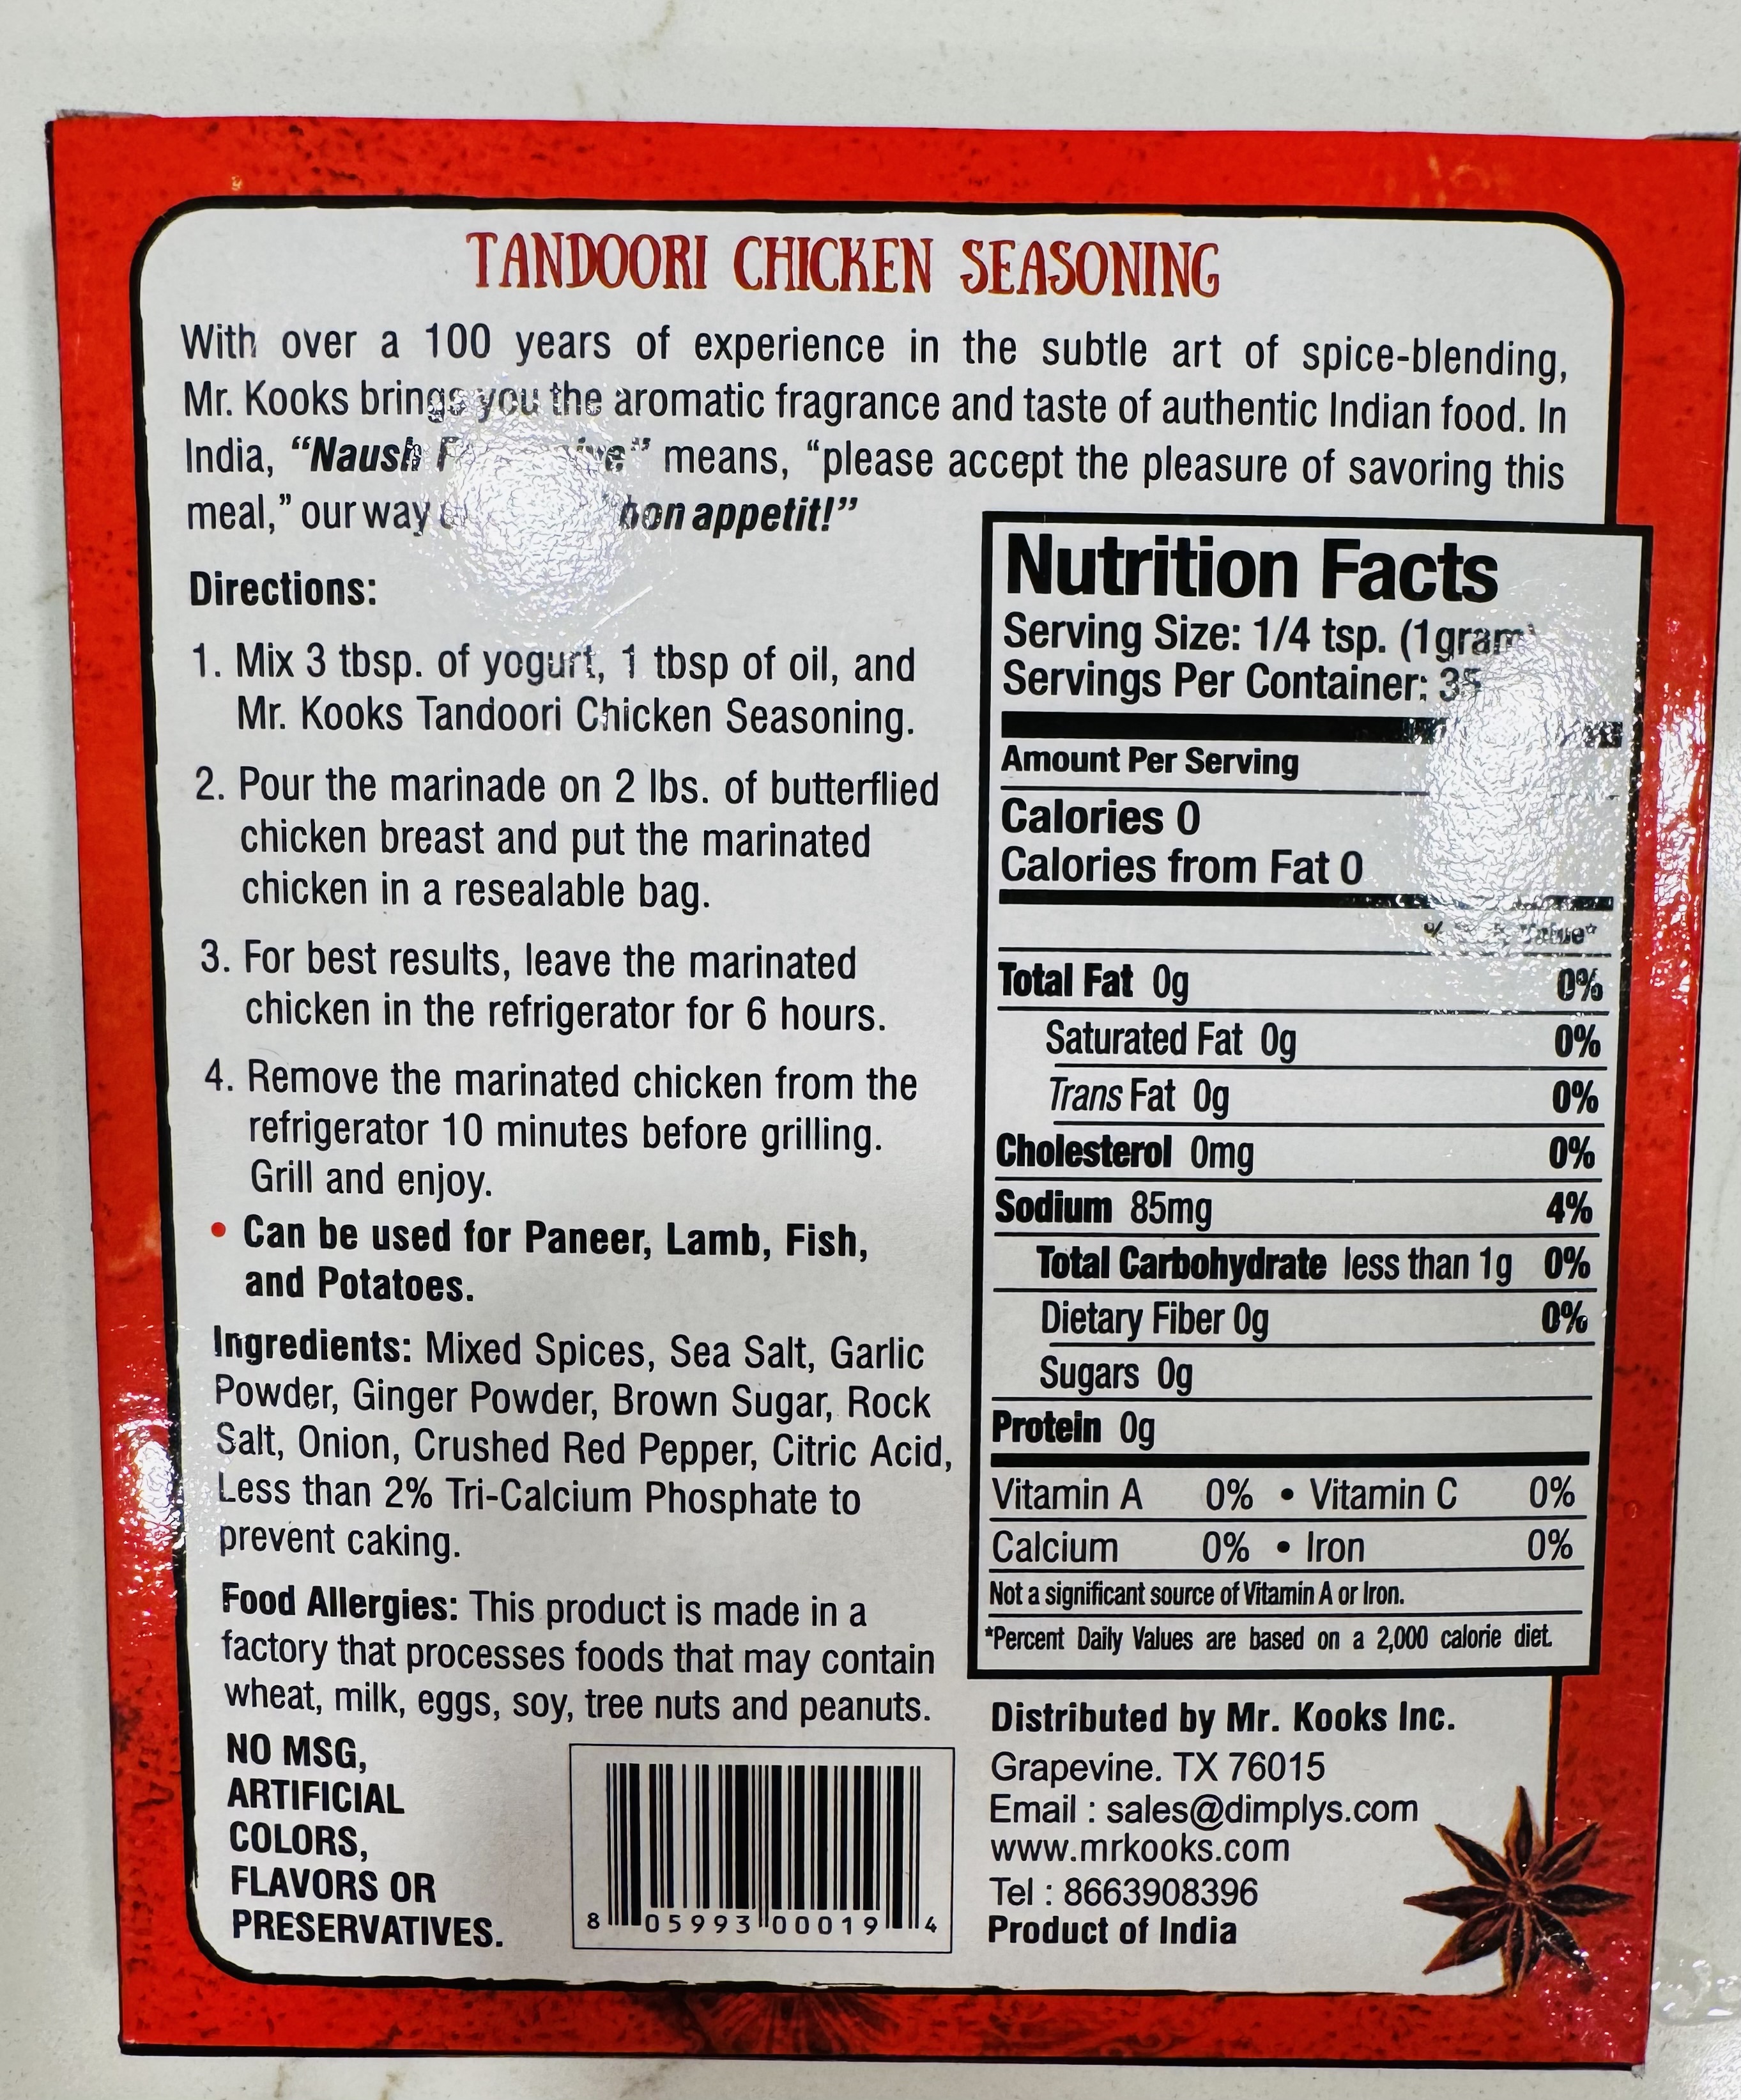 TANDOORI CHICKEN SEASONING
With over a 100 years of experience in the subtle art of spice-blending,
Mr. Kooks brings you the aromatic fragrance and taste of authentic Indian food. In
India, “Naush means, “please accept the pleasure of savoring this
meal,” our way bon appetit!”
Directions:
1. Mix 3 tbsp. of yogurt, 1 tbsp of oil, and
Mr. Kooks Tandoori Chicken Seasoning.
2. Pour the marinade on 2 lbs. of butterflied
chicken breast and put the marinated
chicken in a resealable bag.
3. For best results, leave the marinated
chicken in the refrigerator for 6 hours.
4. Remove the marinated chicken from the
refrigerator 10 minutes before grilling.
Grill and enjoy.
• Can be used for Paneer, Lamb, Fish,
and Potatoes.
Ingredients: Mixed Spices, Sea Salt, Garlic
Powder, Ginger Powder, Brown Sugar, Rock
Salt, Onion, Crushed Red Pepper, Citric Acid,
Less than 2% Tri-Calcium Phosphate to
prevent caking.
Food Allergies: This product is made in a
factory that processes foods that may contain
wheat, milk, eggs, soy, tree nuts and peanuts.
NO MSG,
ARTIFICIAL
COLORS,
FLAVORS OR
PRESERVATIVES.
8 05993 00019 4
Nutrition Facts
Serving Size: 1/4 tsp. (1gram)
Servings Per Container: 35
Amount Per Serving
Calories 0
Calories from Fat 0
% Value*
Total Fat 0g 0%
Saturated Fat 0g 0%
Trans Fat 0g 0%
Cholesterol 0mg 0%
Sodium 85mg 4%
Total Carbohydrate less than 1g 0%
Dietary Fiber 0g 0%
Sugars 0g
Protein 0g
Vitamin A 0% • Vitamin C 0%
Calcium 0% • Iron 0%
Not a significant source of Vitamin A or Iron.
*Percent Daily Values are based on a 2,000 calorie diet.
Distributed by Mr. Kooks Inc.
Grapevine. TX 76015
Email : sales@dimplys.com
www.mrkooks.com
Tel : 8663908396
Product of India